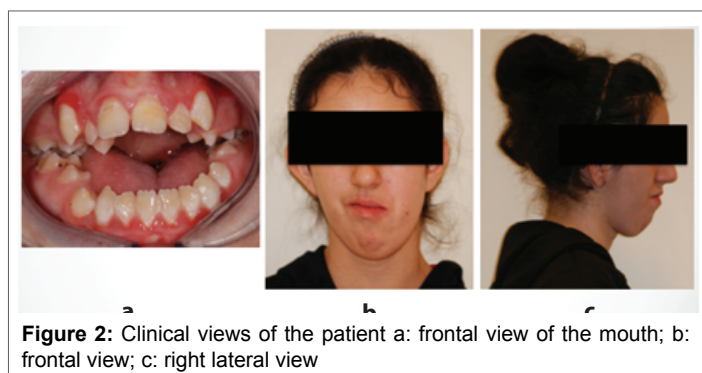 a b c
Figure 2: Clinical views of the patient a: frontal view of the mouth; b:
frontal view; c: right lateral view